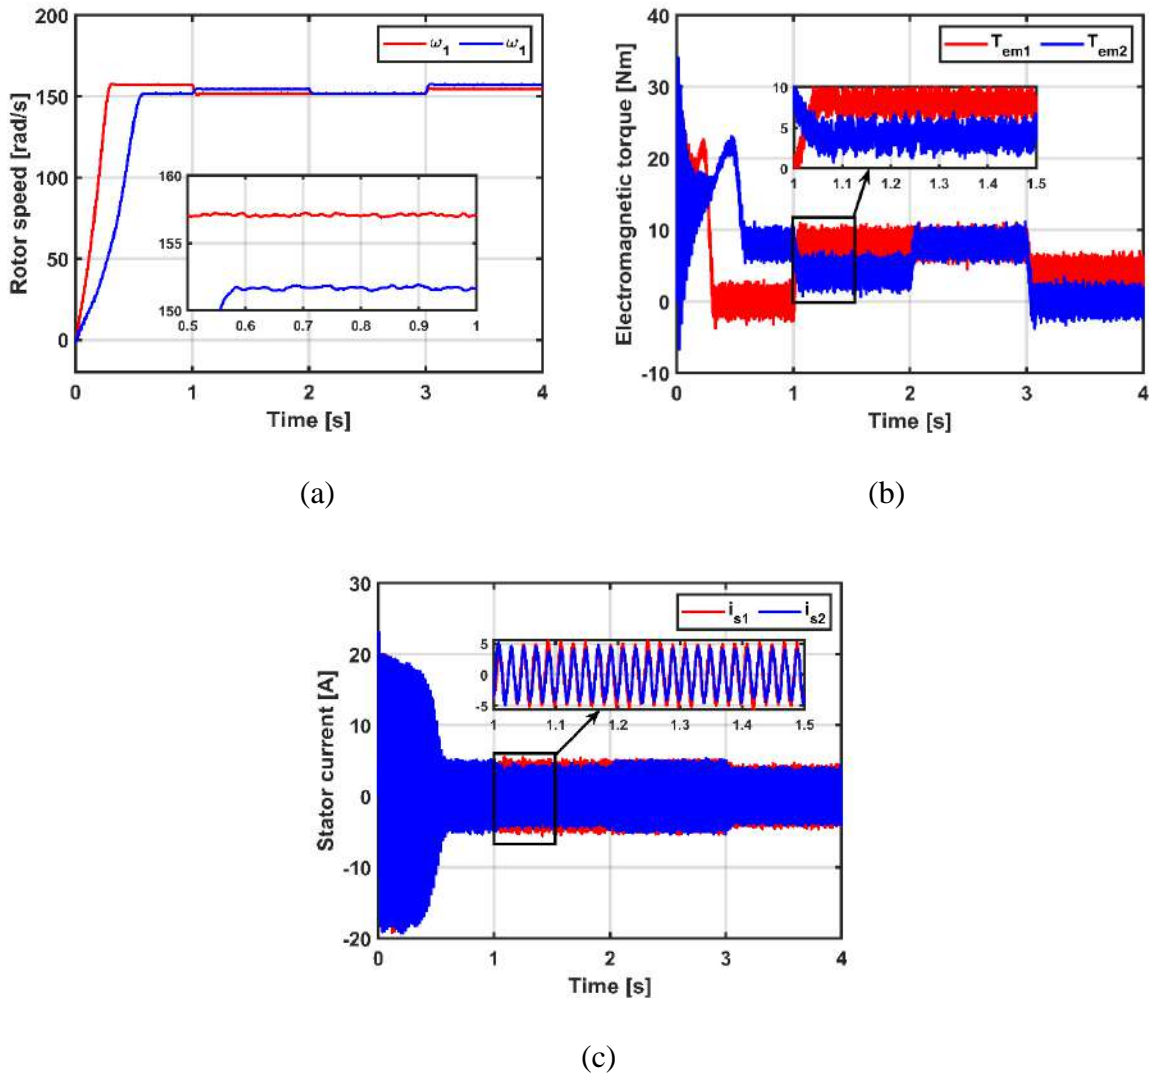 200
150
100
50
0
0 1 2 3 4
Rotor speed [rad/s]
Time [s]
ω1 ω1
160
155
150
0.5 0.6 0.7 0.8 0.9 1
(a)
40
30
20
10
0
-10
0 1 2 3 4
Electromagnetic torque [Nm]
Time [s]
Tem1 Tem2
10
5
0
1 1.1 1.2 1.3 1.4 1.5
(b)
30
20
10
0
-10
-20
0 1 2 3 4
Stator current [A]
Time [s]
is1 is2
5
0
-5
1 1.1 1.2 1.3 1.4 1.5
(c)